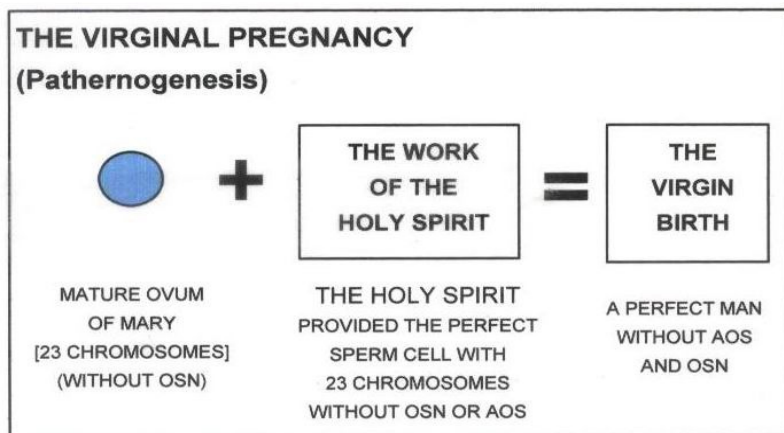 THE VIRGINAL PREGNANCY
(Pathernogenesis)
+
THE WORK
OF THE
HOLY SPIRIT
=
THE
VIRGIN
BIRTH
MATURE OVUM
OF MARY
[23 CHROMOSOMES]
(WITHOUT OSN)
THE HOLY SPIRIT
PROVIDED THE PERFECT
SPERM CELL WITH
23 CHROMOSOMES
WITHOUT OSN OR AOS
A PERFECT MAN
WITHOUT AOS
AND OSN